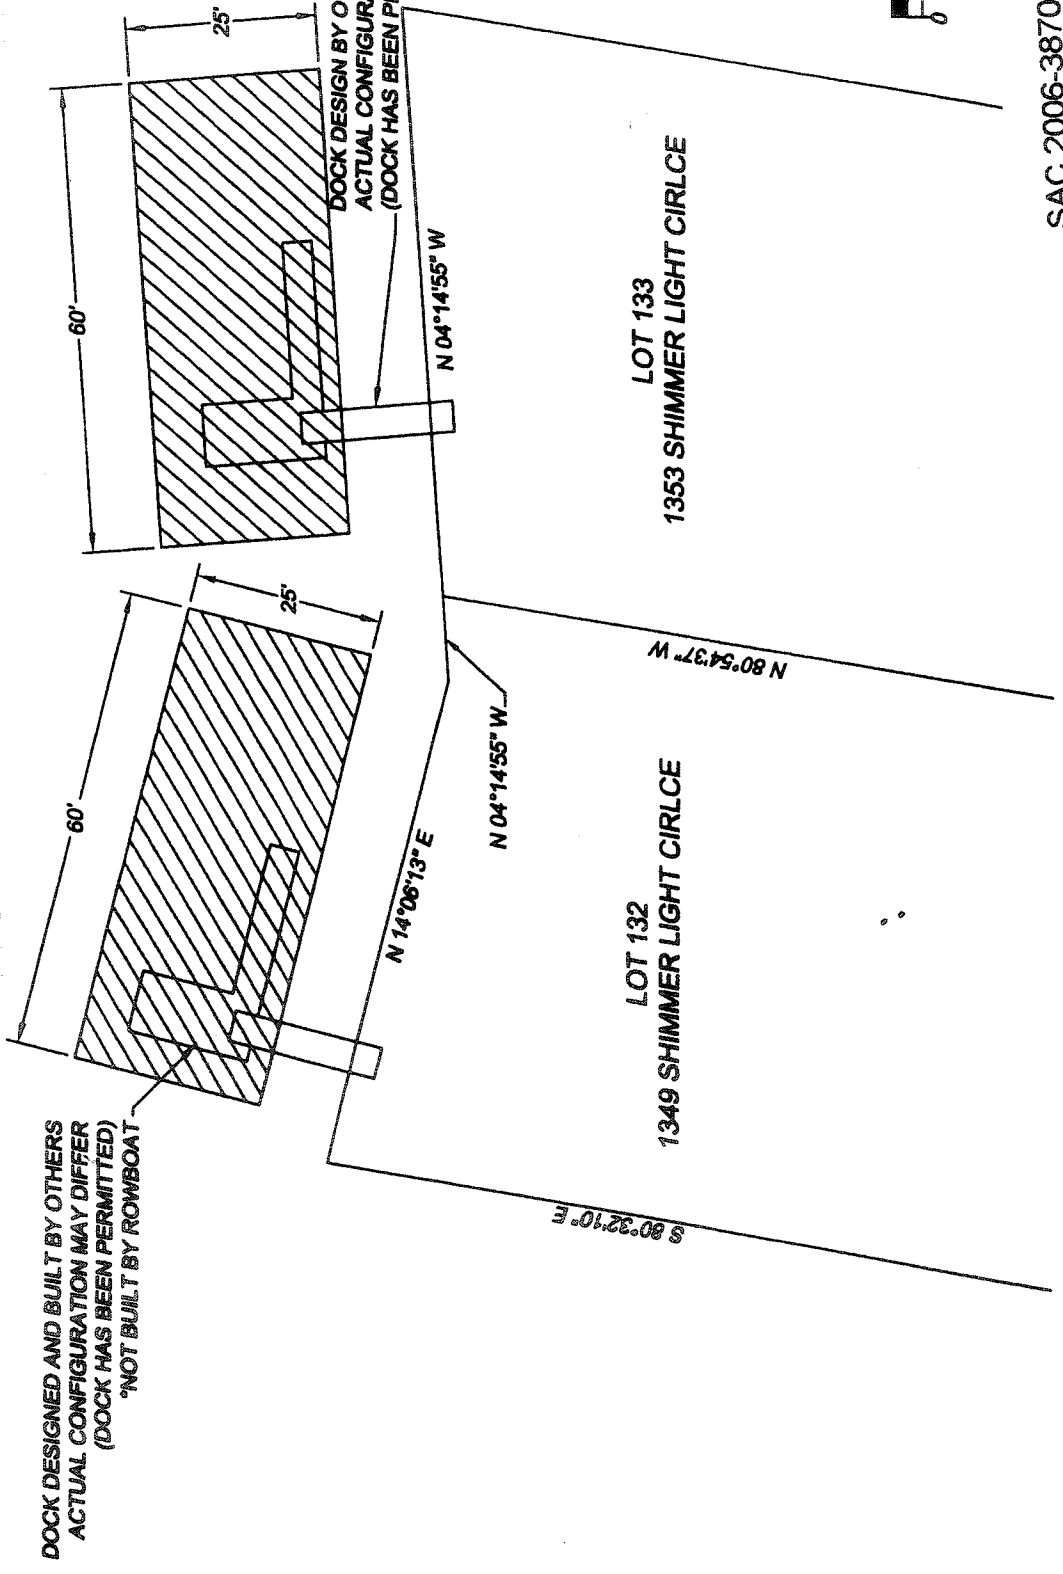 DOCK DESIGNED AND BUILT BY OTHERS
ACTUAL CONFIGURATION MAY DIFFER
(DOCK HAS BEEN PERMITTED)
*NOT BUILT BY ROWBOAT
60'
25'
60'
25'
DOCK DESIGN BY O
ACTUAL CONFIGURA
(DOCK HAS BEEN P
N 14°06'13" E
N 04°14'55" W
N 04°14'55" W
S 80°32'10" E
LOT 132
1349 SHIMMER LIGHT CIRLCE
N 80°54'37" W
LOT 133
1353 SHIMMER LIGHT CIRLCE
0
SAC 2006-3870